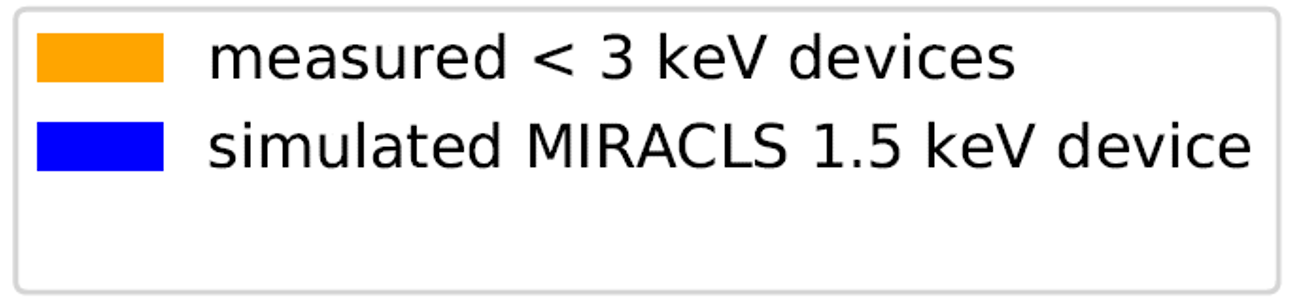 measured < 3 keV devices
simulated MIRACLS 1.5 keV device